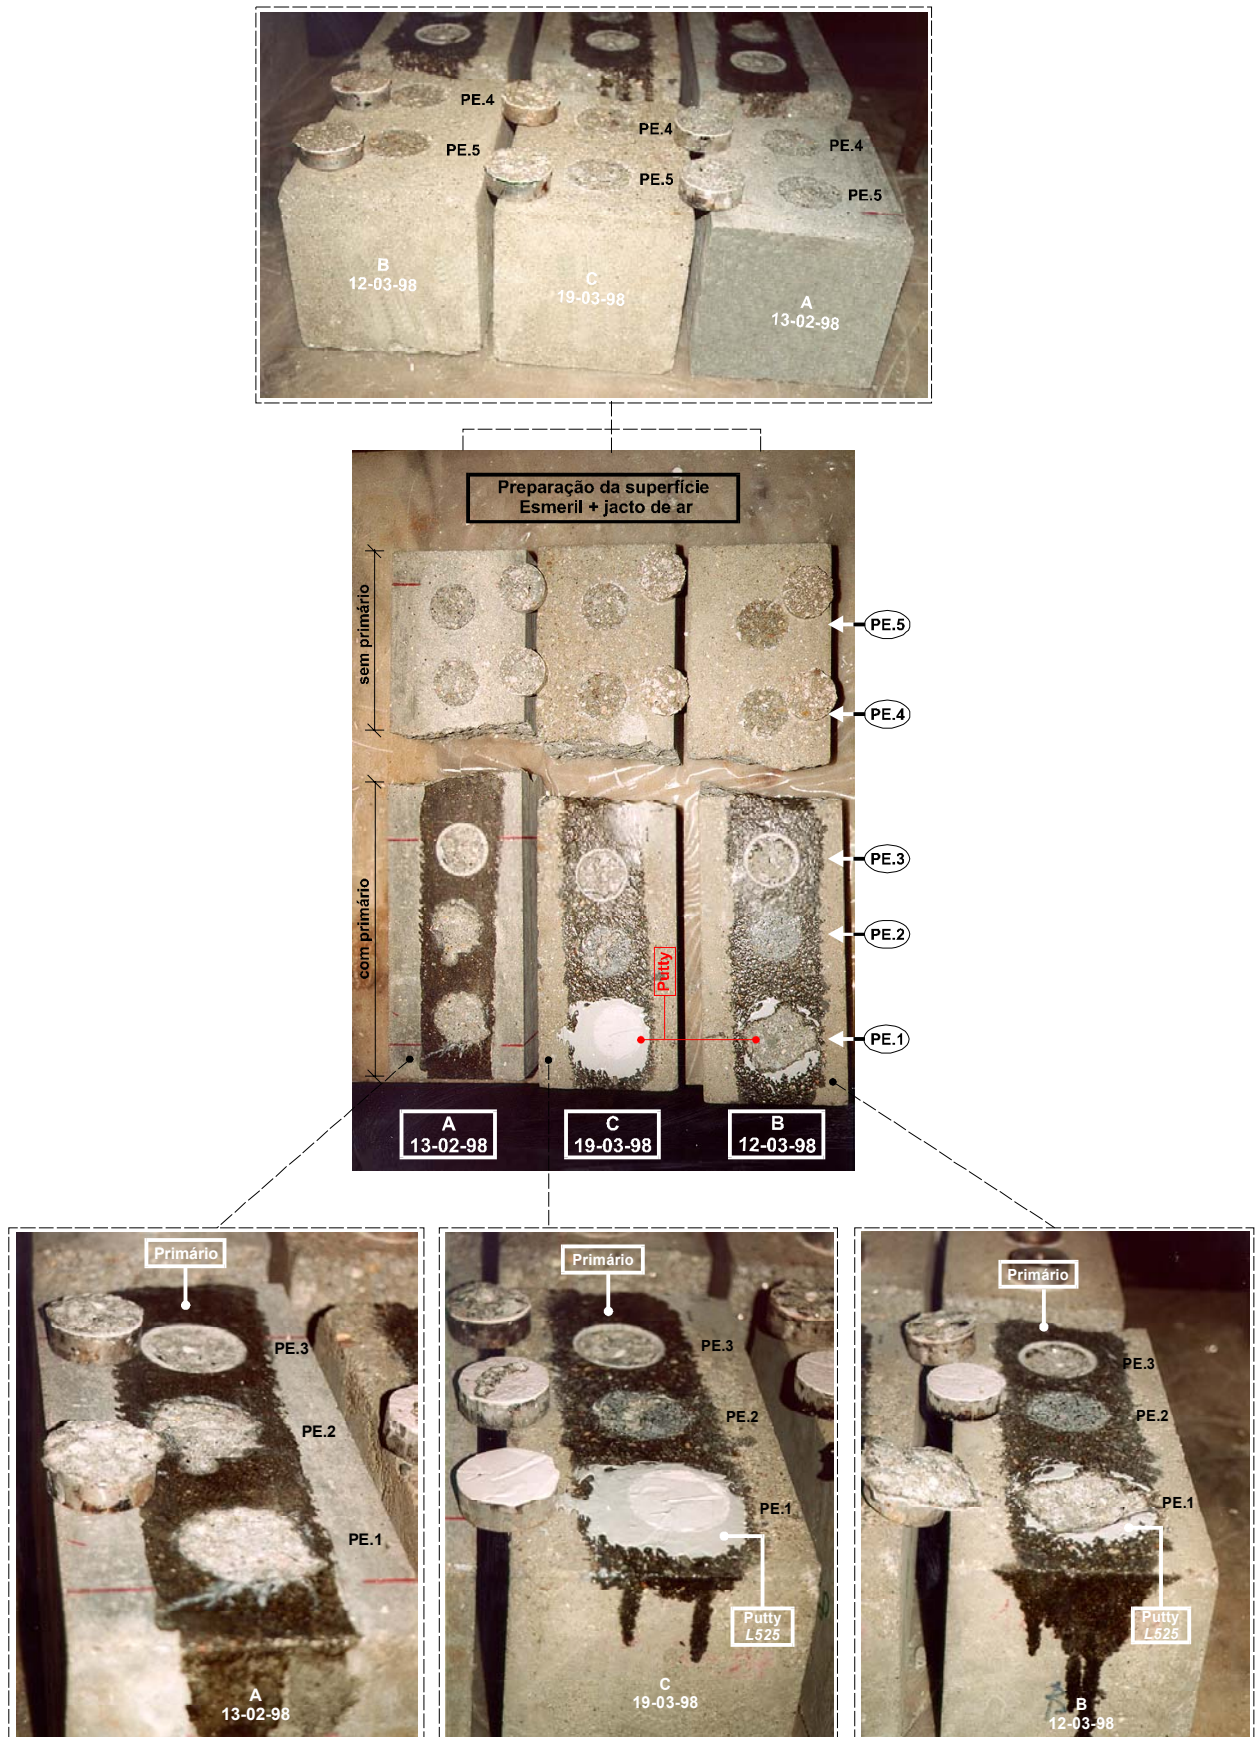 PE.4
PE.5
PE.4
PE.5
PE.4
PE.5
B
12-03-98
C
19-03-98
A
13-02-98
Preparação da superfície
Esmeril + jacto de ar
sem primário
com primário
PE.5
PE.4
PE.3
PE.2
PE.1
Putty
A
13-02-98
C
19-03-98
B
12-03-98
Primário
PE.3
PE.2
PE.1
A
13-02-98
Primário
PE.3
PE.2
PE.1
Putty
L525
C
19-03-98
Primário
PE.3
PE.2
PE.1
Putty
L525
B
12-03-98